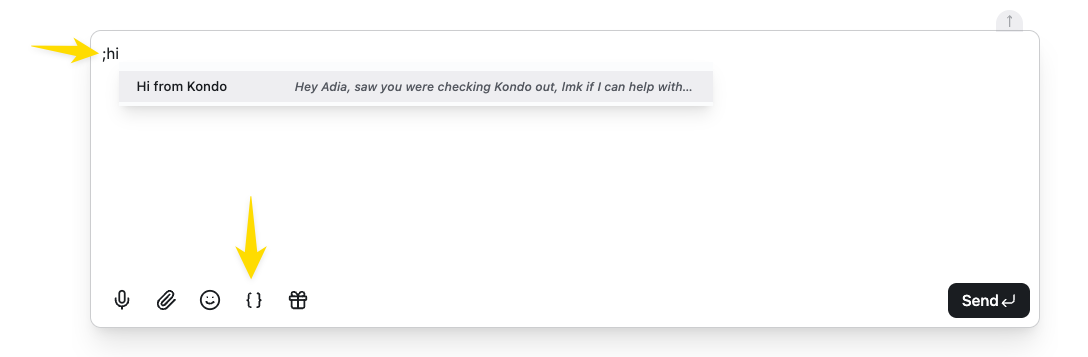 ↑
;hi
Hi from Kondo Hey Adia, saw you were checking Kondo out, lmk if I can help with...
{ }
Send